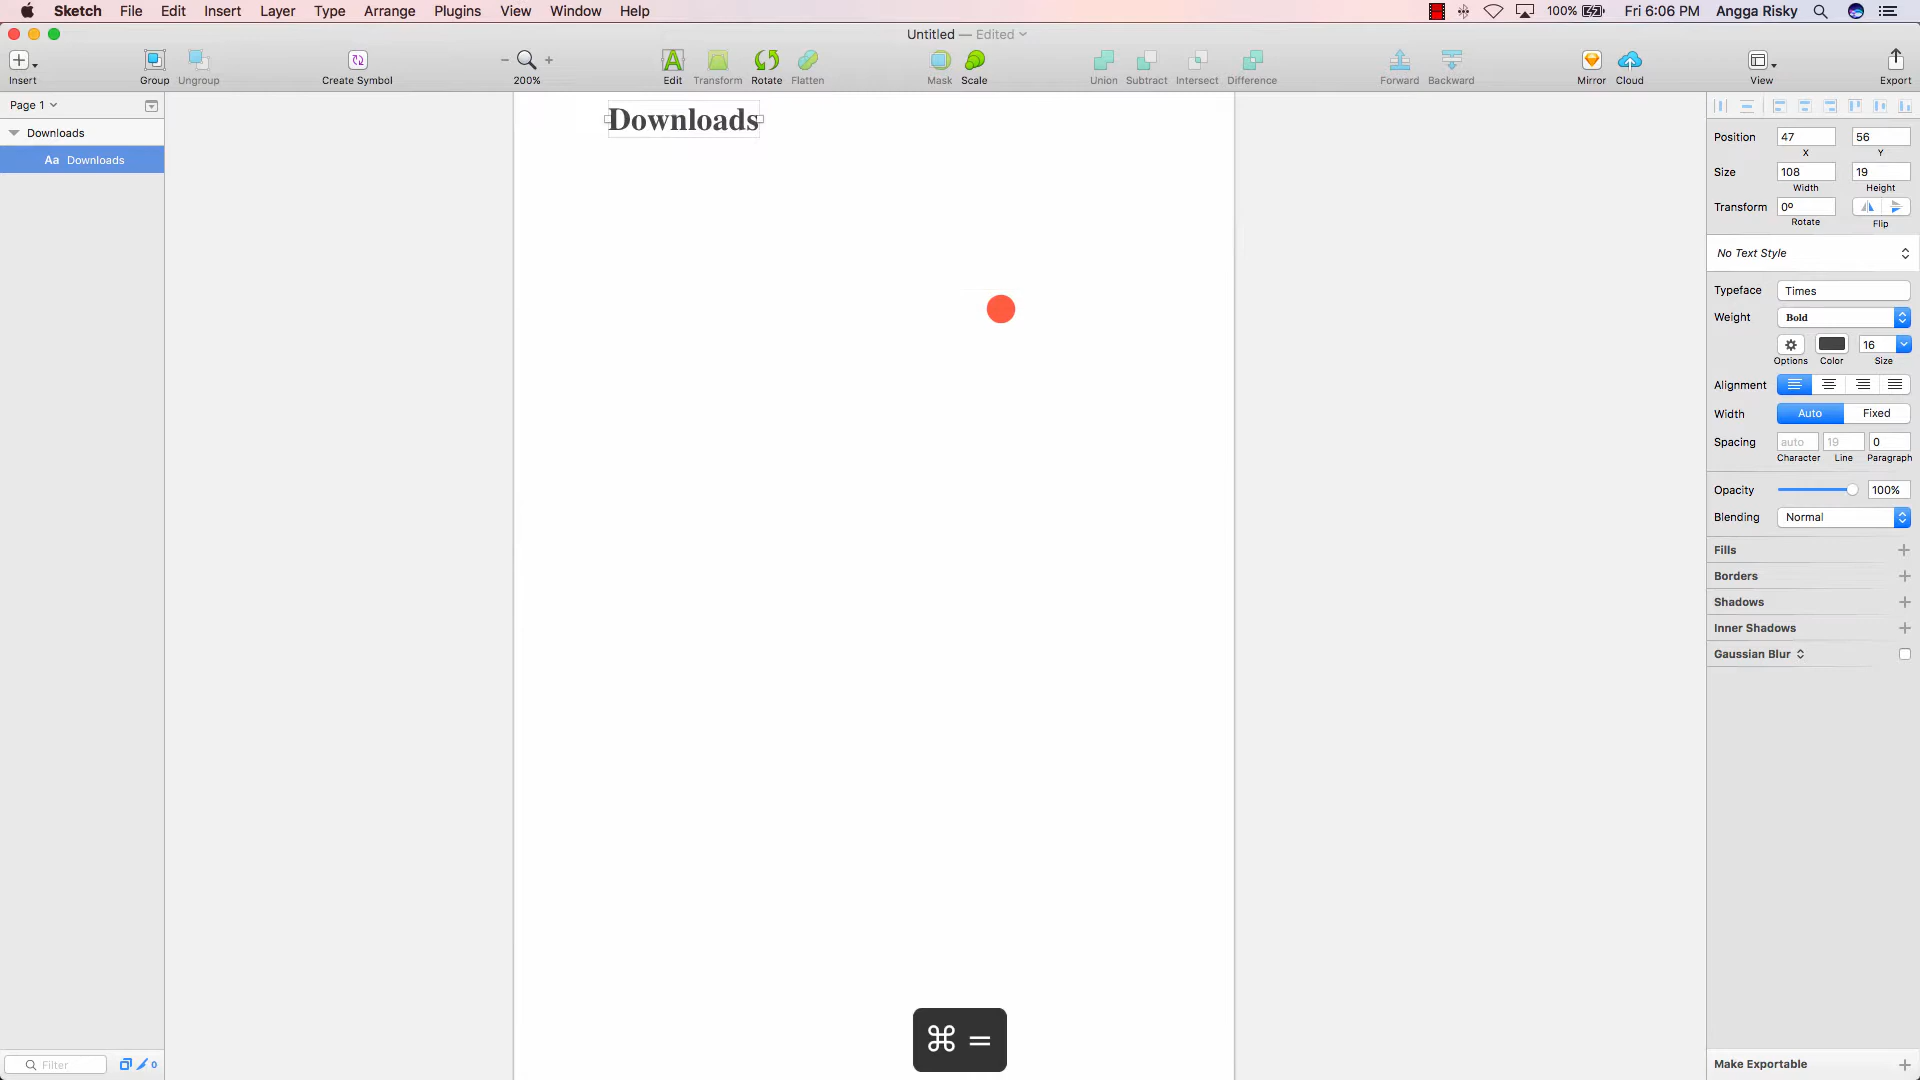 Sketch File Edit Insert Layer Type Arrange Plugins View Window Help 100% Fri 6:06 PM Angga Risky
Untitled — Edited
Insert Group Ungroup Create Symbol 200% Edit Transform Rotate Flatten Mask Scale Union Subtract Intersect Difference Forward Backward Mirror Cloud View Export
Page 1
Downloads
Aa Downloads
Downloads
Position 47 56
X Y
Size 108 19
Width Height
Transform 0º
Rotate Flip
No Text Style
Typeface Times
Weight Bold
16
Options Color Size
Alignment
Width Auto Fixed
Spacing auto 19 0
Character Line Paragraph
Opacity 100%
Blending Normal
Fills
Borders
Shadows
Inner Shadows
Gaussian Blur
⌘ =
Filter 0
Make Exportable